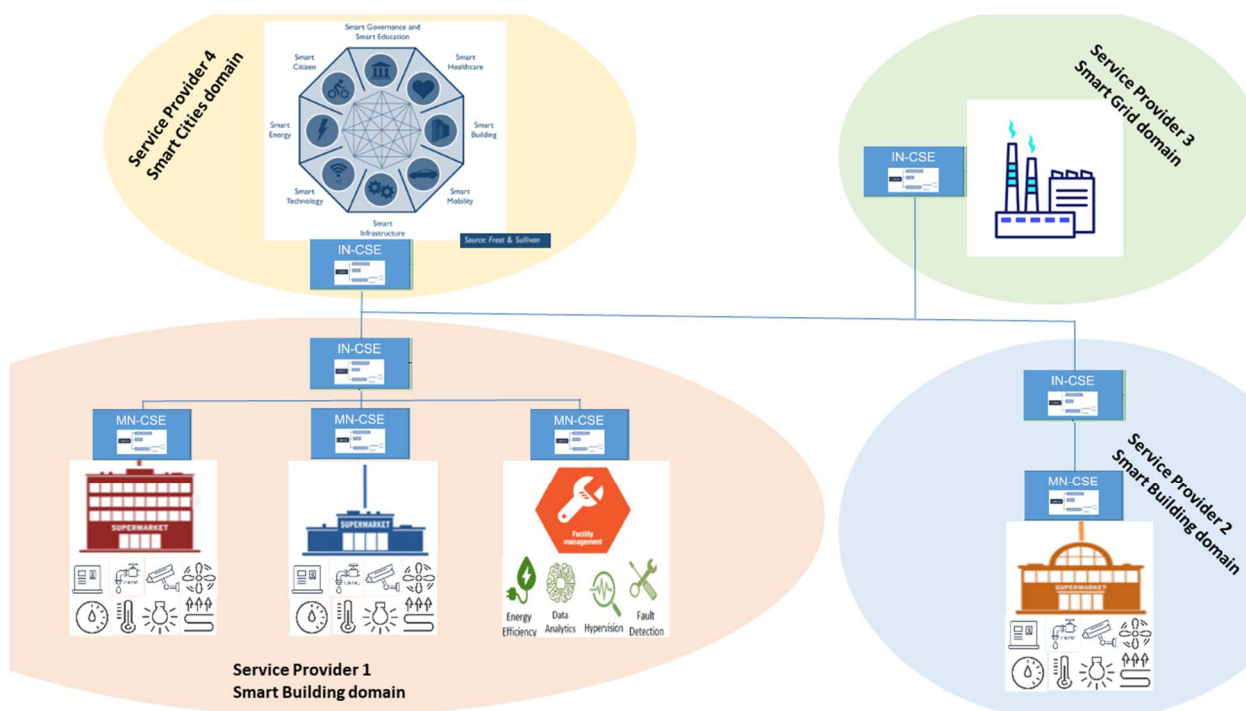 Service Provider 4
Smart Cities domain
Smart Governance and
Smart Education
Smart
Citizen
Smart
Healthcare
Smart
Energy
Smart
Building
Smart
Technology
Smart
Mobility
Smart
Infrastructure
Source: Frost & Sullivan
IN-CSE
Service Provider 3
Smart Grid domain
IN-CSE
IN-CSE
MN-CSE
MN-CSE
MN-CSE
SUPERMARKET
SUPERMARKET
Facility
management
Energy
Efficiency
Data
Analytics
Hypervision
Fault
Detection
Service Provider 1
Smart Building domain
IN-CSE
MN-CSE
SUPERMARKET
Service Provider 2
Smart Building domain